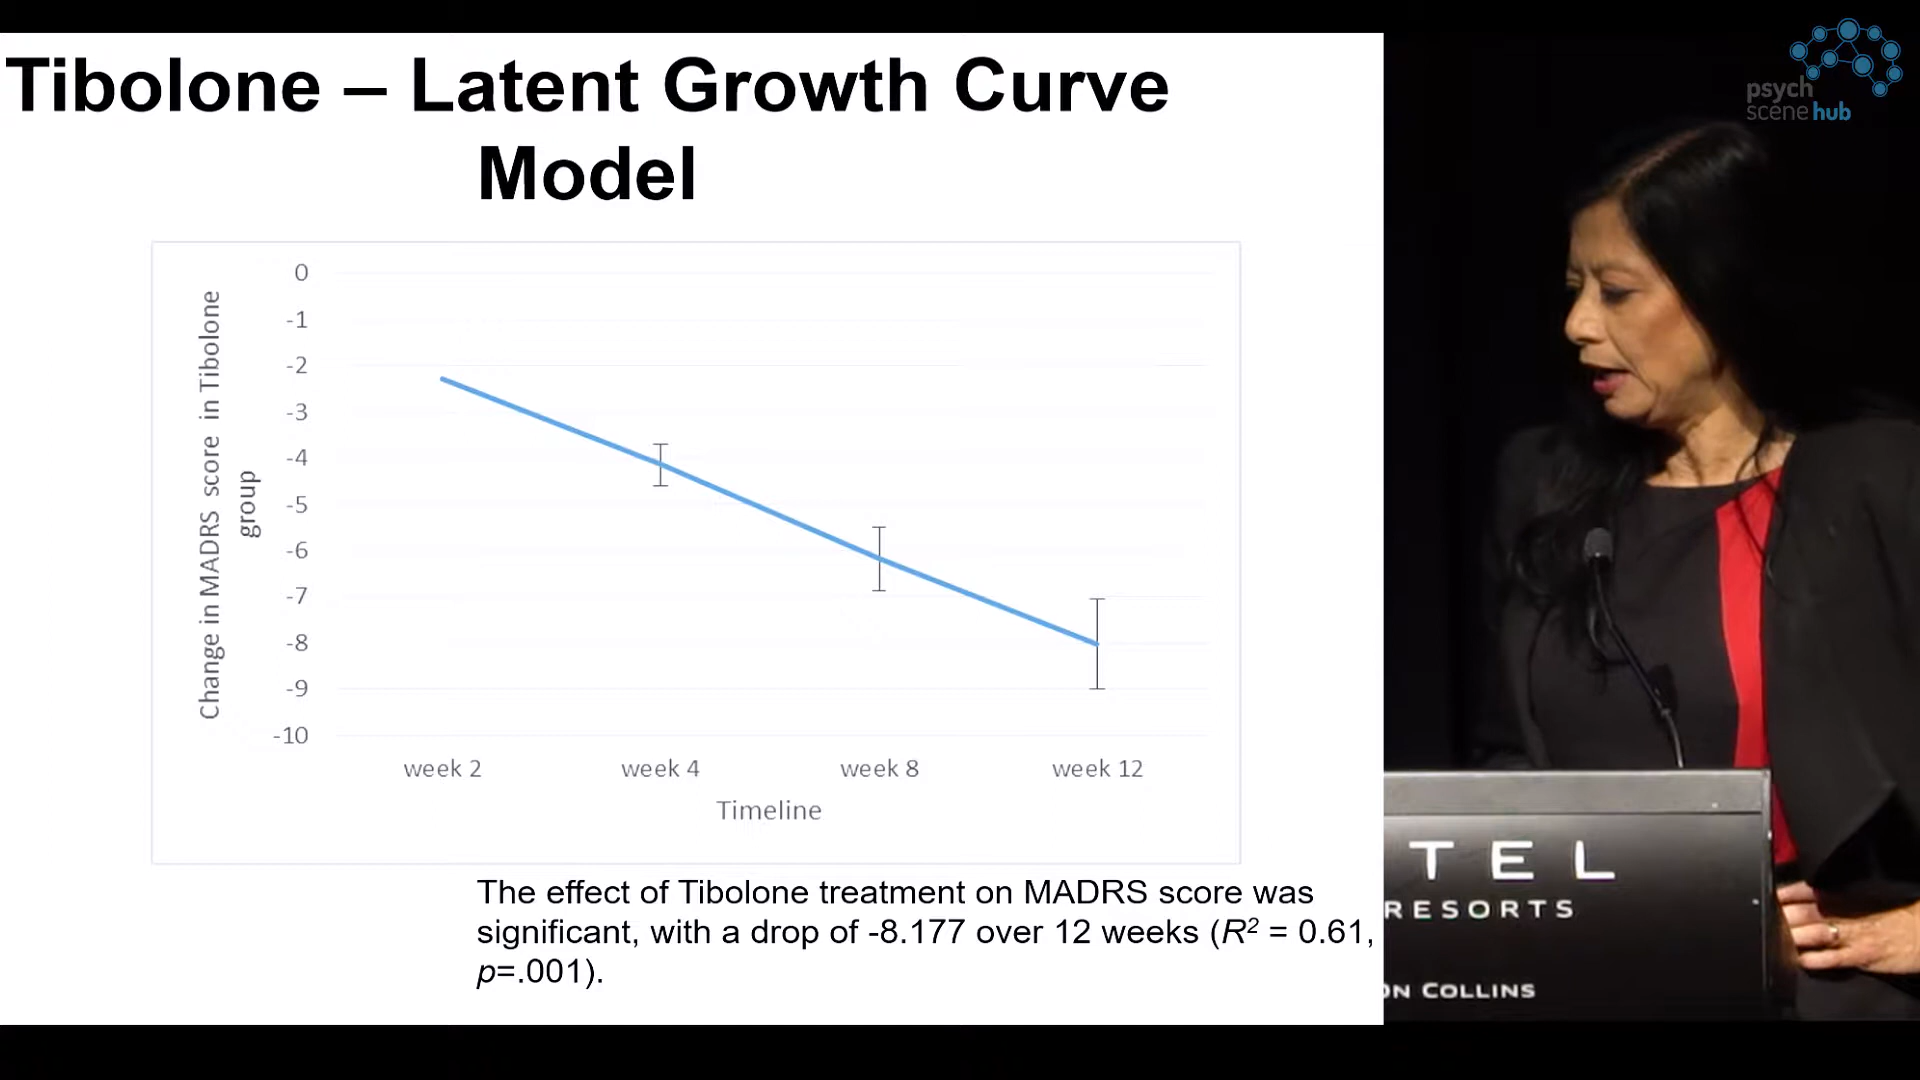 Tibolone – Latent Growth Curve
Model
psych
scene hub
Change in MADRS score in Tibolone
group
0
-1
-2
-3
-4
-5
-6
-7
-8
-9
-10
week 2 week 4 week 8 week 12
Timeline
The effect of Tibolone treatment on MADRS score was
significant, with a drop of -8.177 over 12 weeks (R² = 0.61,
p=.001).
TEL
RESORTS
ON COLLINS